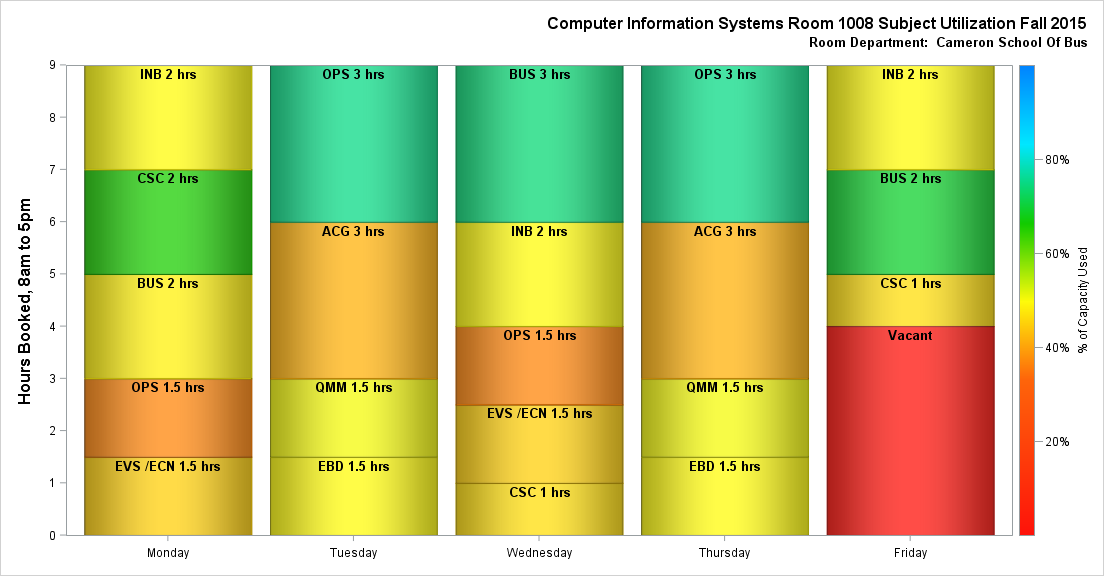 Computer Information Systems Room 1008 Subject Utilization Fall 2015
Room Department:  Cameron School Of Bus
Hours Booked, 8am to 5pm
9
8
7
6
5
4
3
2
1
0
INB 2 hrs
CSC 2 hrs
BUS 2 hrs
OPS 1.5 hrs
EVS /ECN 1.5 hrs
Monday
OPS 3 hrs
ACG 3 hrs
QMM 1.5 hrs
EBD 1.5 hrs
Tuesday
BUS 3 hrs
INB 2 hrs
OPS 1.5 hrs
EVS /ECN 1.5 hrs
CSC 1 hrs
Wednesday
OPS 3 hrs
ACG 3 hrs
QMM 1.5 hrs
EBD 1.5 hrs
Thursday
INB 2 hrs
BUS 2 hrs
CSC 1 hrs
Vacant
Friday
80%
60%
40%
20%
% of Capacity Used